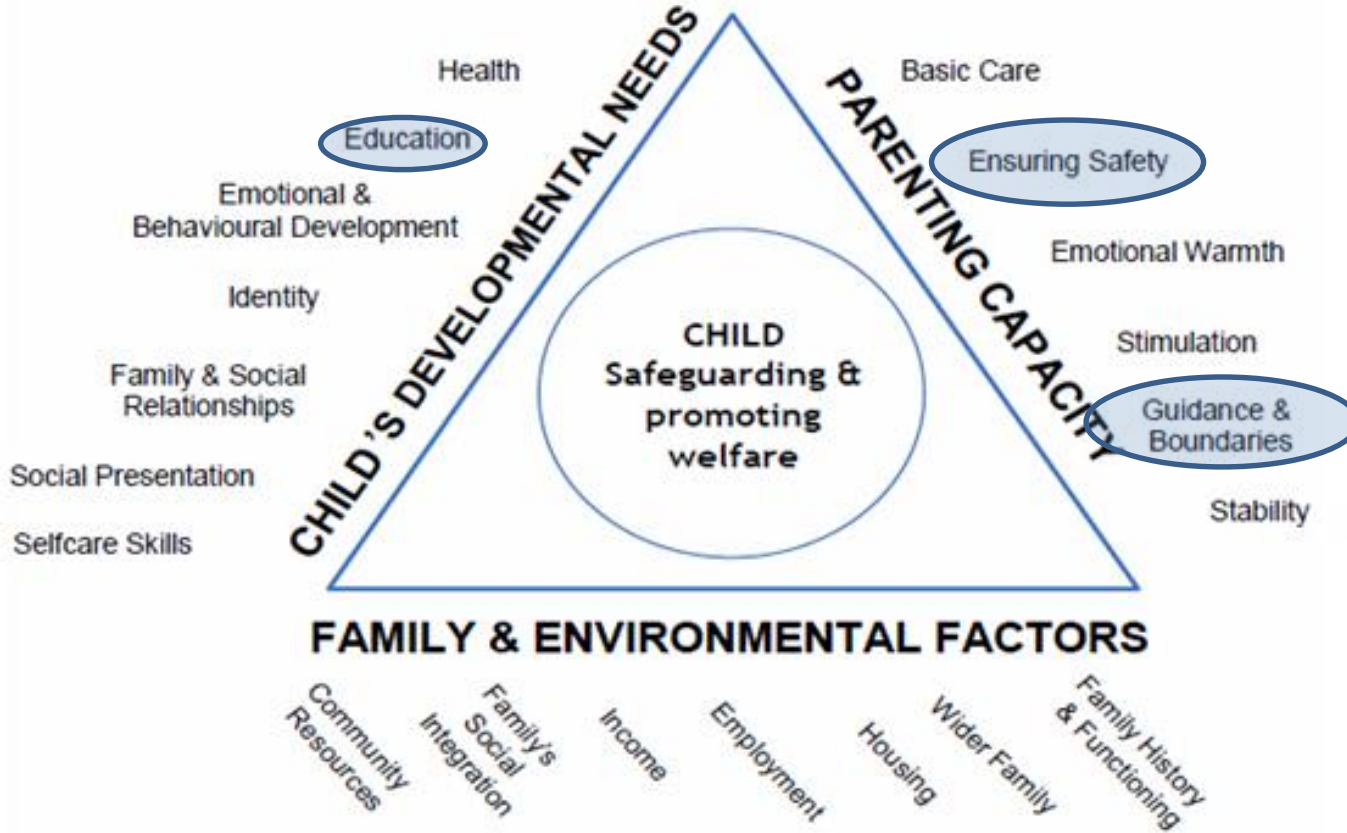 Health
Education
Emotional &
Behavioural Development
Identity
Family & Social
Relationships
Social Presentation
Selfcare Skills
CHILD'S DEVELOPMENTAL NEEDS
CHILD
Safeguarding &
promoting
welfare
PARENTING CAPACITY
Basic Care
Ensuring Safety
Emotional Warmth
Stimulation
Guidance &
Boundaries
Stability
FAMILY & ENVIRONMENTAL FACTORS
Community
Resources
Family's
Social
Integration
Income
Employment
Housing
Wider Family
Family History
& Functioning